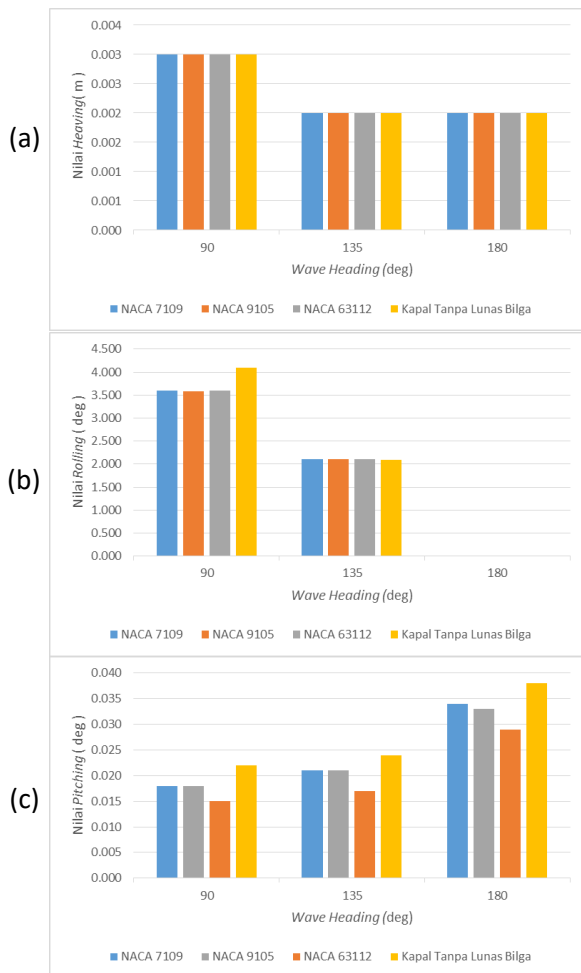 (a)
Nilai Heaving( m )
0.004
0.003
0.003
0.002
0.002
0.001
0.001
0.000
90 135 180
Wave Heading (deg)
NACA 7109 NACA 9105 NACA 63112 Kapal Tanpa Lunas Bilga
(b)
Nilai Rolling ( deg )
4.500
4.000
3.500
3.000
2.500
2.000
1.500
1.000
0.500
0.000
90 135 180
Wave Heading (deg)
NACA 7109 NACA 9105 NACA 63112 Kapal Tanpa Lunas Bilga
(c)
Nilai Pitching ( deg )
0.040
0.035
0.030
0.025
0.020
0.015
0.010
0.005
0.000
90 135 180
Wave Heading (deg)
NACA 7109 NACA 9105 NACA 63112 Kapal Tanpa Lunas Bilga